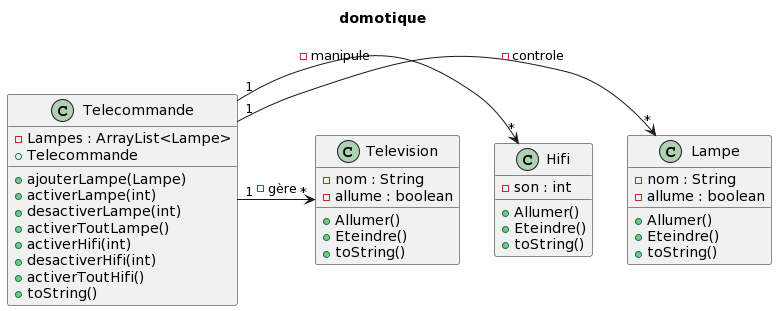 domotique
manipule
controle
1
1
*
*
Telecommande
Lampes : ArrayList<Lampe>
Telecommande
ajouterLampe(Lampe)
activerLampe(int)
desactiverLampe(int)
activerToutLampe()
activerHifi(int)
desactiverHifi(int)
activerToutHifi()
toString()
1
gère
*
Television
nom : String
allume : boolean
Allumer()
Eteindre()
toString()
Hifi
son : int
Allumer()
Eteindre()
toString()
Lampe
nom : String
allume : boolean
Allumer()
Eteindre()
toString()